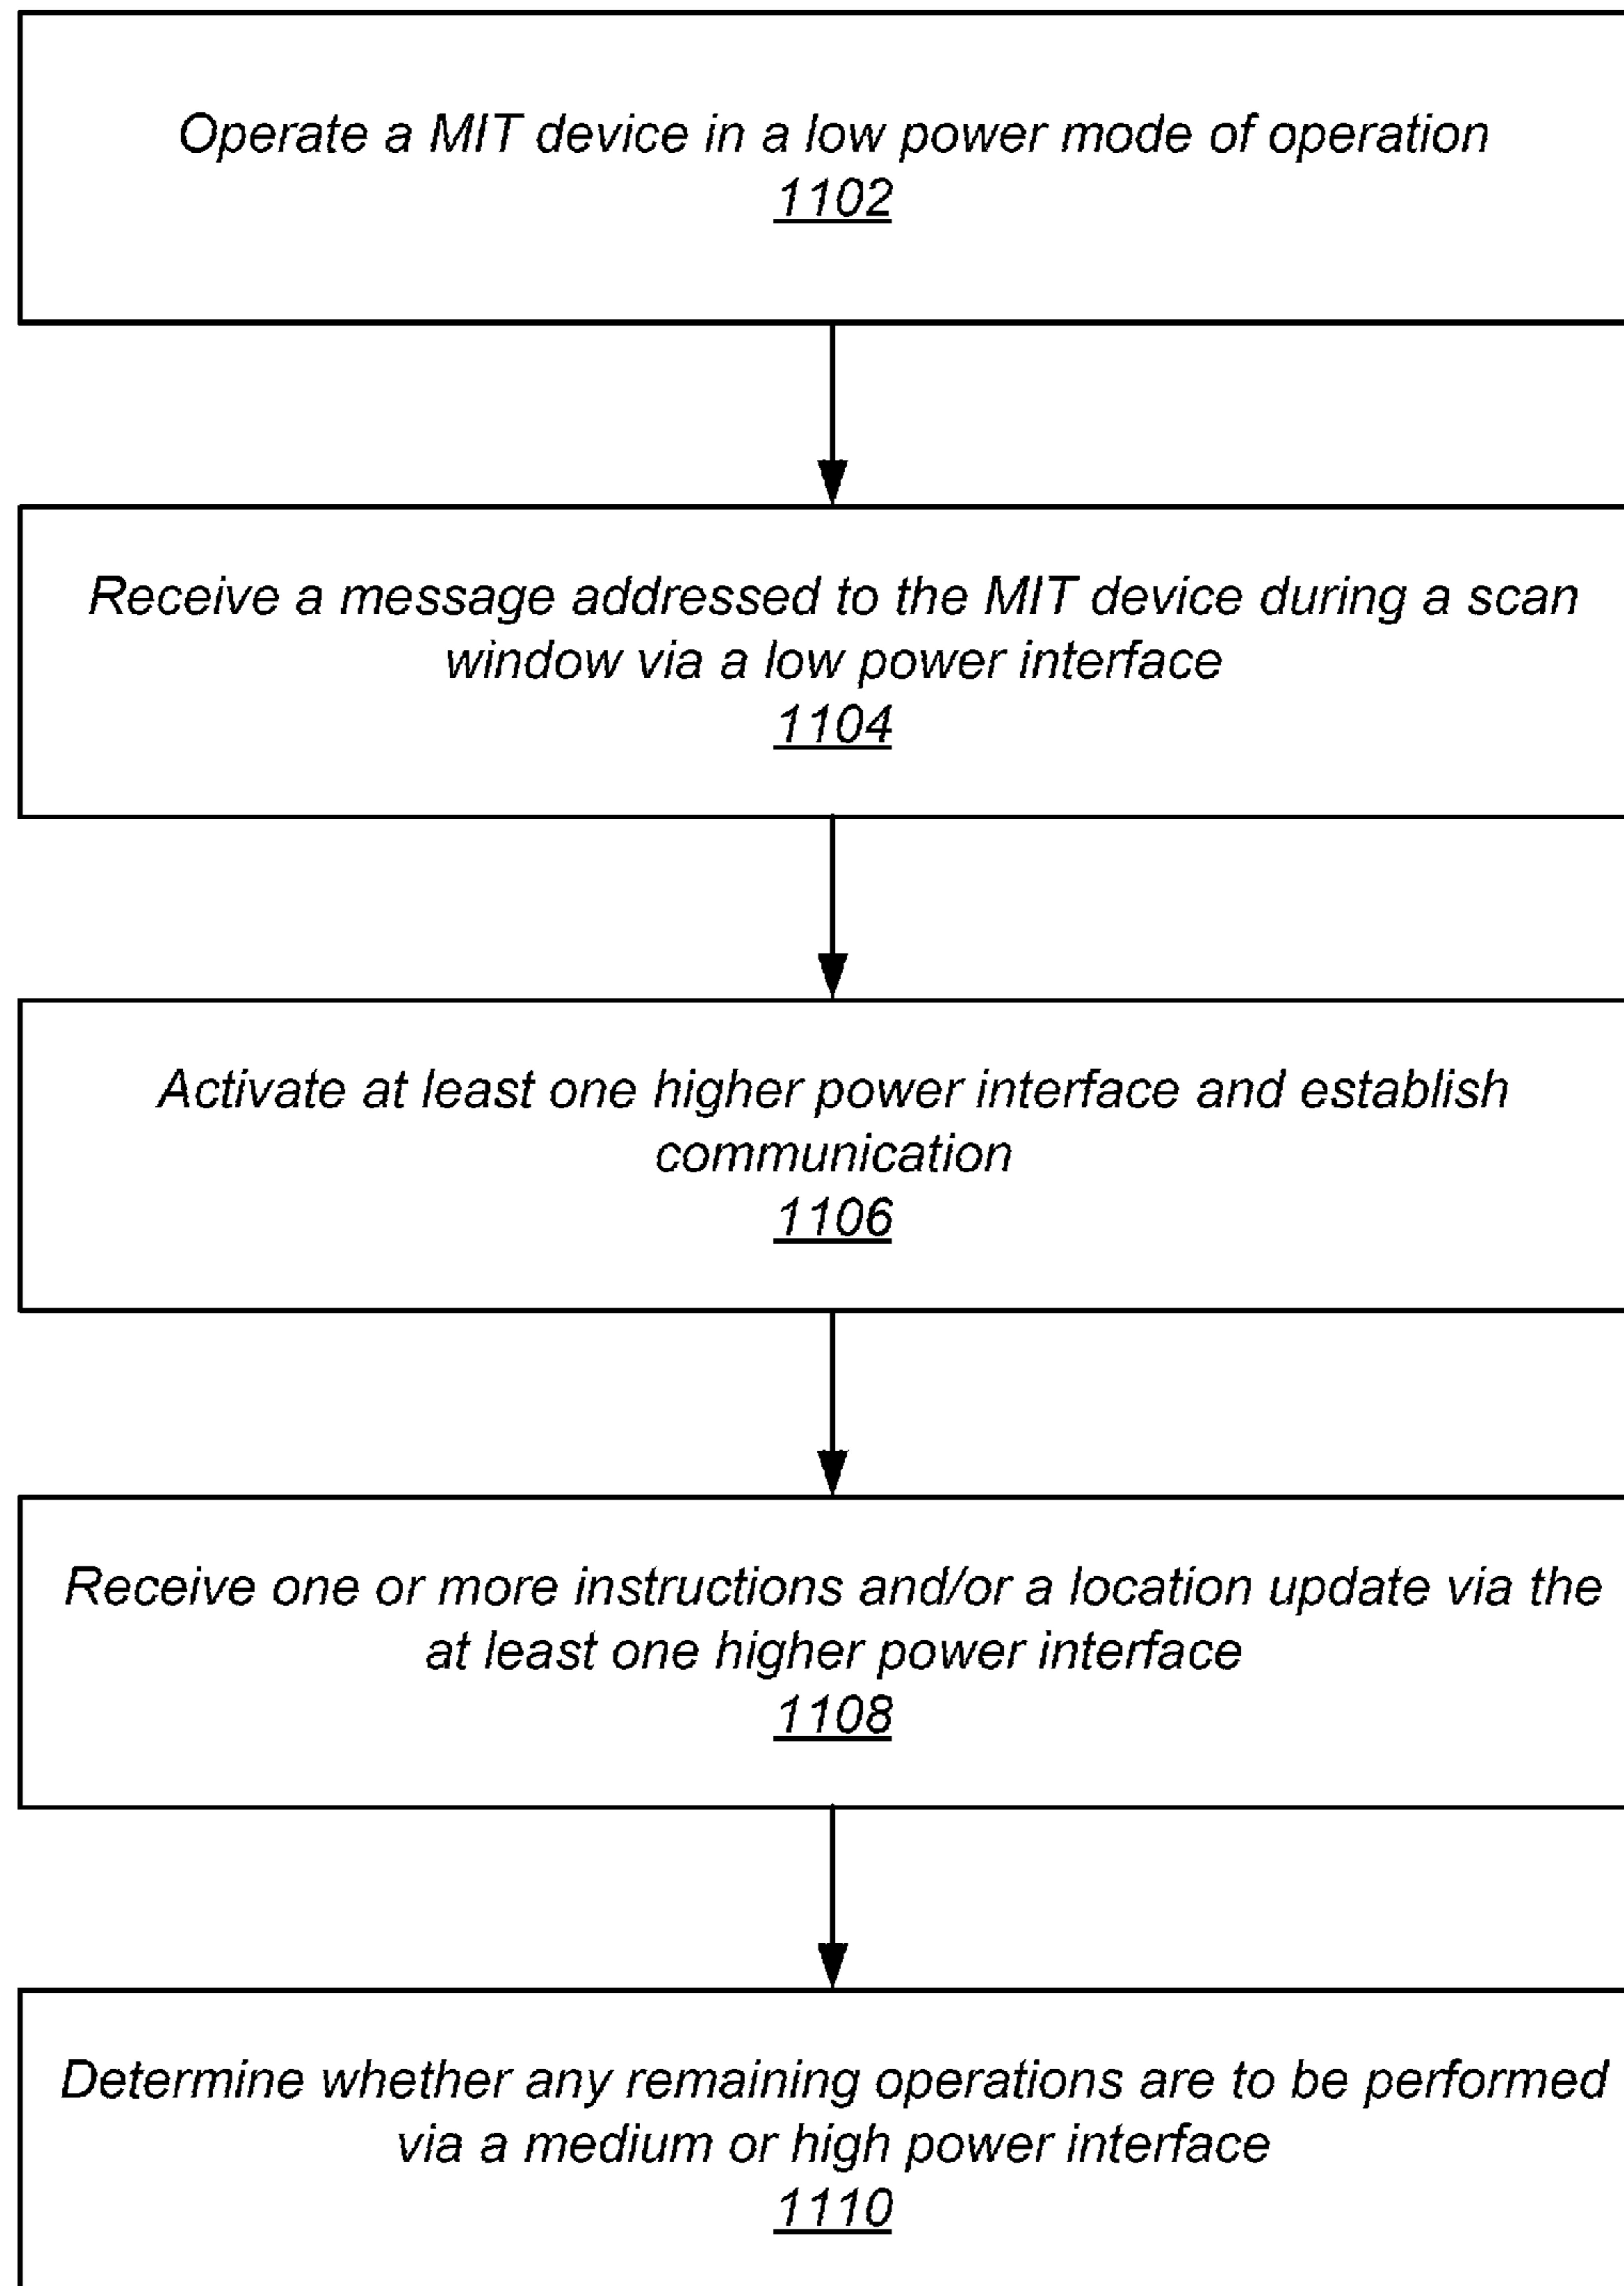 Operate a MIT device in a low power mode of operation
1102
Receive a message addressed to the MIT device during a scan
window via a low power interface
1104
Activate at least one higher power interface and establish
communication
1106
Receive one or more instructions and/or a location update via the
at least one higher power interface
1108
Determine whether any remaining operations are to be performed
via a medium or high power interface
1110